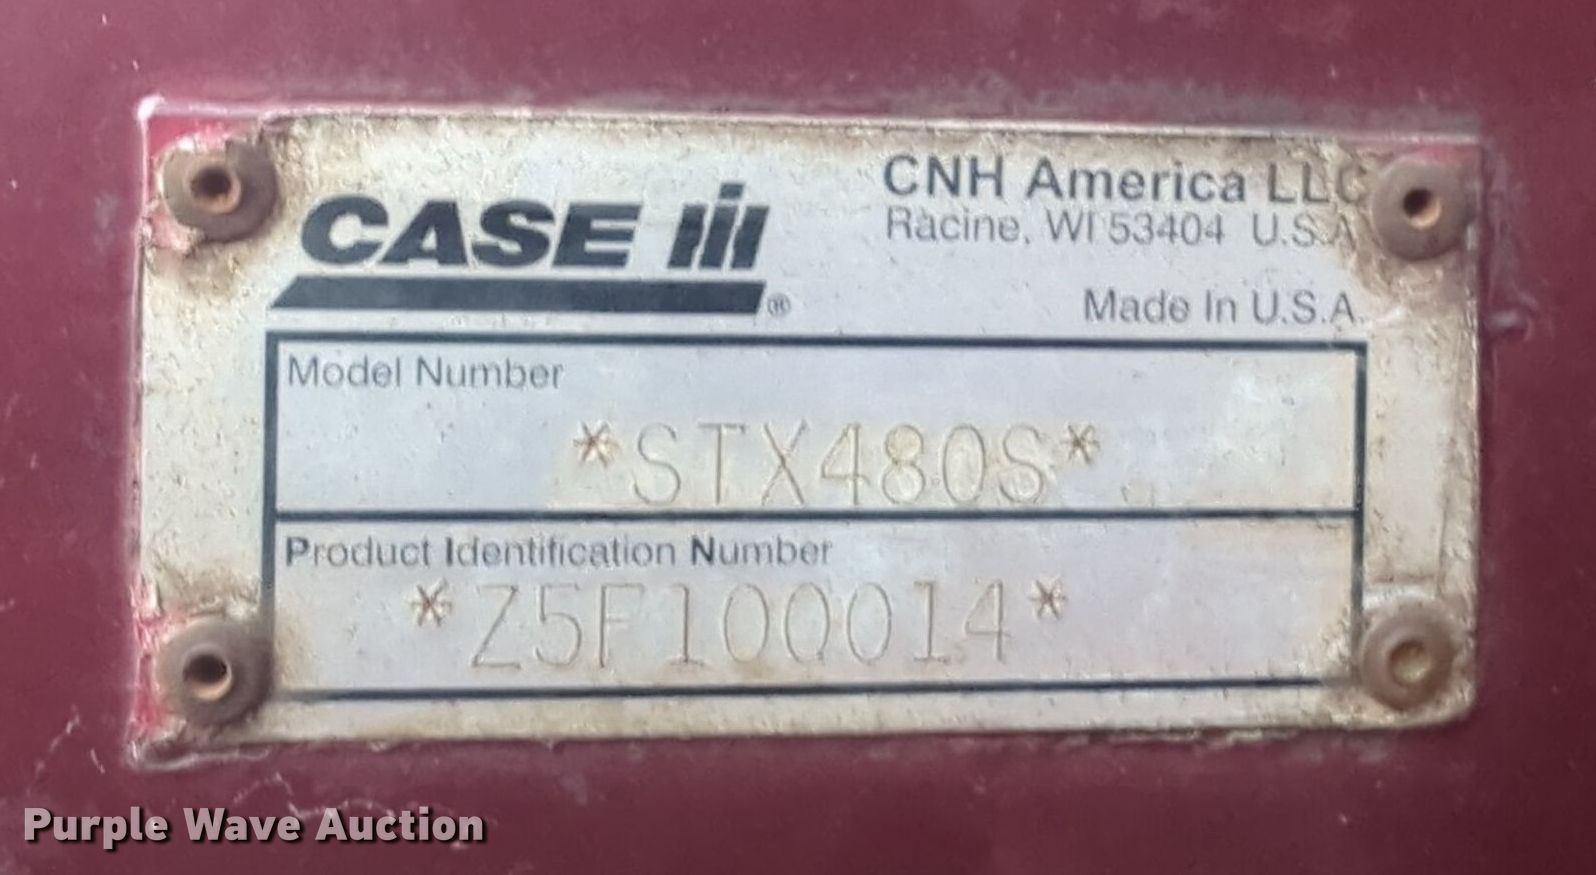 CASE IH®
CNH America LLC
Racine, WI 53404 U.S.A.
Made In U.S.A.
Model Number
*STX480S*
Product Identification Number
*Z5F100014*
Purple Wave Auction